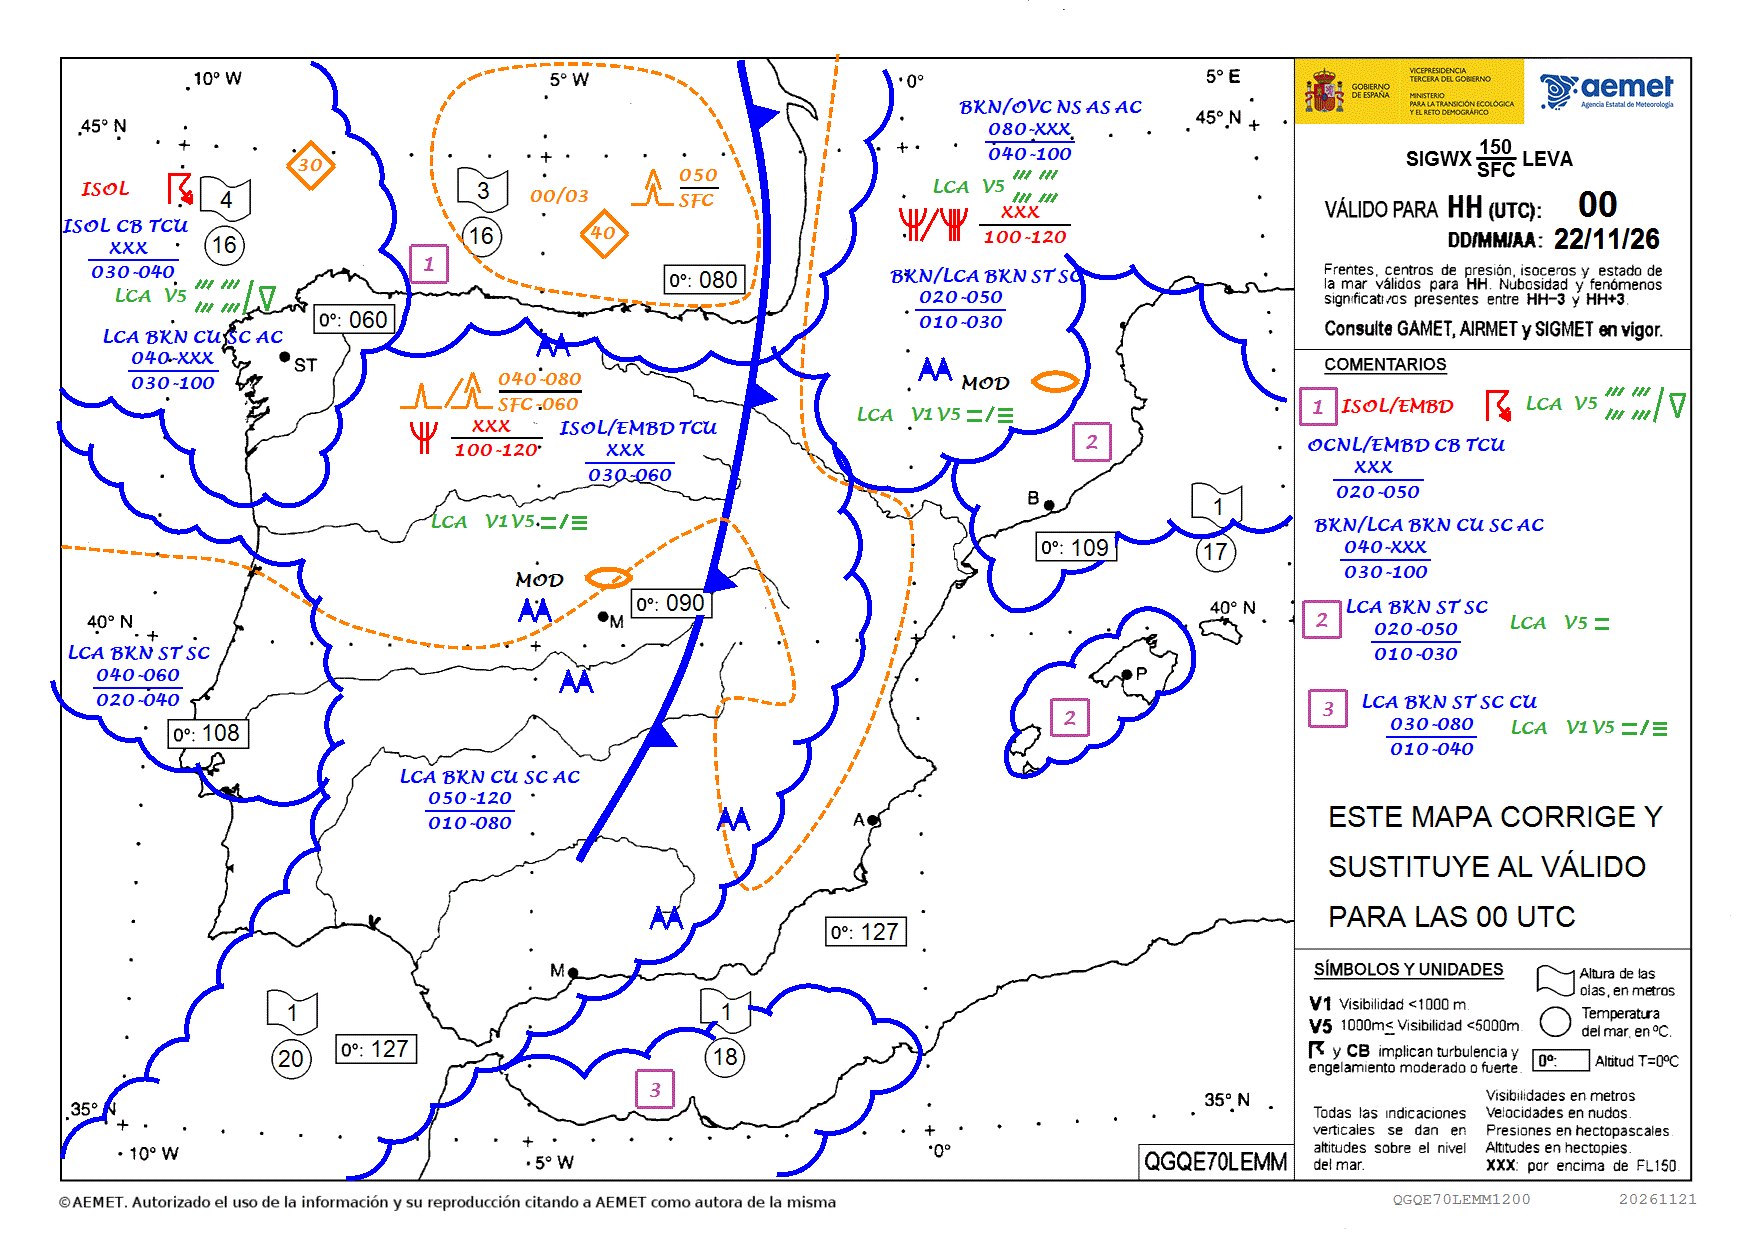 10° W
5° W
0°
5° E
45° N
45° N
30
ISOL
4
16
ISOL CB TCU
XXX
030-040
LCA V5
LCA BKN CU SC AC
040-XXX
030-100
ST
0°: 060
1
3
16
00/03
050
SFC
40
0°: 080
BKN/OVC NS AS AC
080-XXX
040-100
LCA V5
XXX
100-120
BKN/LCA BKN ST SC
020-050
010-030
MOD
LCA V1 V5
2
040-080
SFC-060
XXX
100-120
ISOL/EMBD TCU
XXX
030-060
LCA V1 V5
MOD
0°: 090
M
B
1
17
0°: 109
40° N
40° N
LCA BKN ST SC
040-060
020-040
0°: 108
P
2
LCA BKN CU SC AC
050-120
010-080
A
0°: 127
M
1
20
0°: 127
1
18
3
35° N
35° N
10° W
5° W
0°
QGQE70LEMM
GOBIERNO
DE ESPAÑA
VICEPRESIDENCIA
TERCERA DEL GOBIERNO
MINISTERIO
PARA LA TRANSICIÓN ECOLÓGICA
Y EL RETO DEMOGRÁFICO
aemet
Agencia Estatal de Meteorología
SIGWX 150 LEVA
SFC
VÁLIDO PARA HH (UTC): 00
DD/MM/AA: 22/11/26
Frentes, centros de presión, isoceros y estado de
la mar válidos para HH. Nubosidad y fenómenos
significativos presentes entre HH-3 y HH+3.
Consulte GAMET, AIRMET y SIGMET en vigor.
COMENTARIOS
1 ISOL/EMBD LCA V5
OCNL/EMBD CB TCU
XXX
020-050
BKN/LCA BKN CU SC AC
040-XXX
030-100
2 LCA BKN ST SC
020-050
010-030
LCA V5
3 LCA BKN ST SC CU
030-080
010-040
LCA V1 V5
ESTE MAPA CORRIGE Y
SUSTITUYE AL VÁLIDO
PARA LAS 00 UTC
SÍMBOLOS Y UNIDADES
V1 Visibilidad <1000 m.
V5 1000m≤ Visibilidad <5000m.
y CB implican turbulencia y
engelamiento moderado o fuerte.
Altura de las
olas, en metros
Temperatura
del mar, en ºC.
0º: Altitud T=0ºC
Todas las indicaciones
verticales se dan en
altitudes sobre el nivel
del mar.
Visibilidades en metros
Velocidades en nudos.
Presiones en hectopascales
Altitudes en hectopies.
XXX: por encima de FL150.
©AEMET. Autorizado el uso de la información y su reproducción citando a AEMET como autora de la misma
QGQE70LEMM1200 20261121